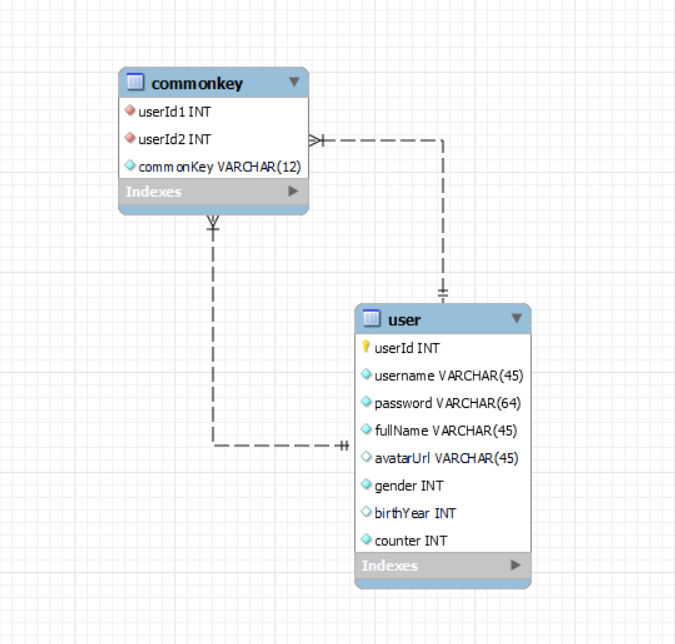 commonkey
userId1 INT
userId2 INT
commonKey VARCHAR(12)
Indexes
user
userId INT
username VARCHAR(45)
password VARCHAR(64)
fullName VARCHAR(45)
avatarUrl VARCHAR(45)
gender INT
birthYear INT
counter INT
Indexes